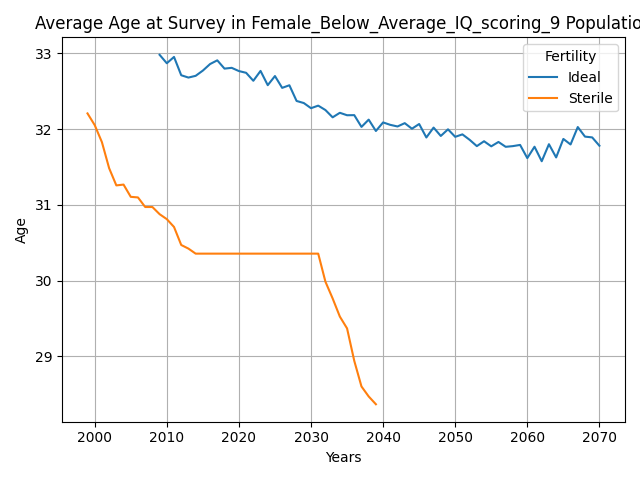 Average Age at Survey in Female_Below_Average_IQ_scoring_9 Populatio
Fertility
Ideal
Sterile
33
32
31
30
29
Age
2000 2010 2020 2030 2040 2050 2060 2070
Years